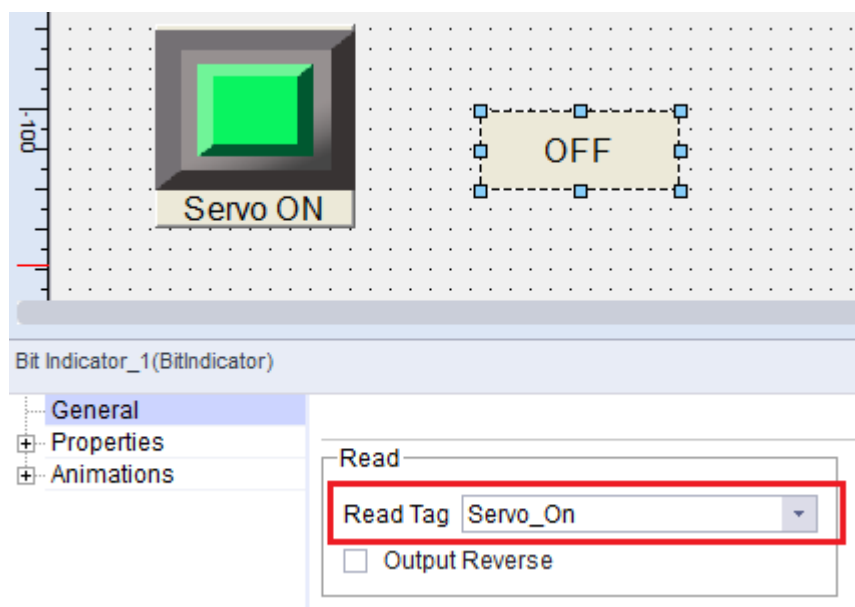 -100
OFF
Servo ON
Bit Indicator_1(BitIndicator)
General
Properties
Animations
Read
Read Tag Servo_On
Output Reverse